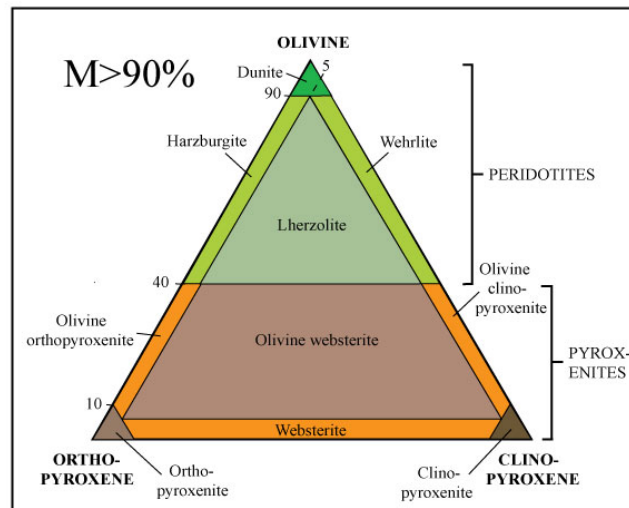 OLIVINE
M>90%
Dunite
5
90
Harzburgite
Wehrlite
PERIDOTITES
Lherzolite
40
Olivine
clino-
pyroxenite
Olivine
orthopyroxenite
Olivine websterite
PYROX-
ENITES
10
Websterite
ORTHO-
PYROXENE
Ortho-
pyroxenite
Clino-
pyroxenite
CLINO-
PYROXENE